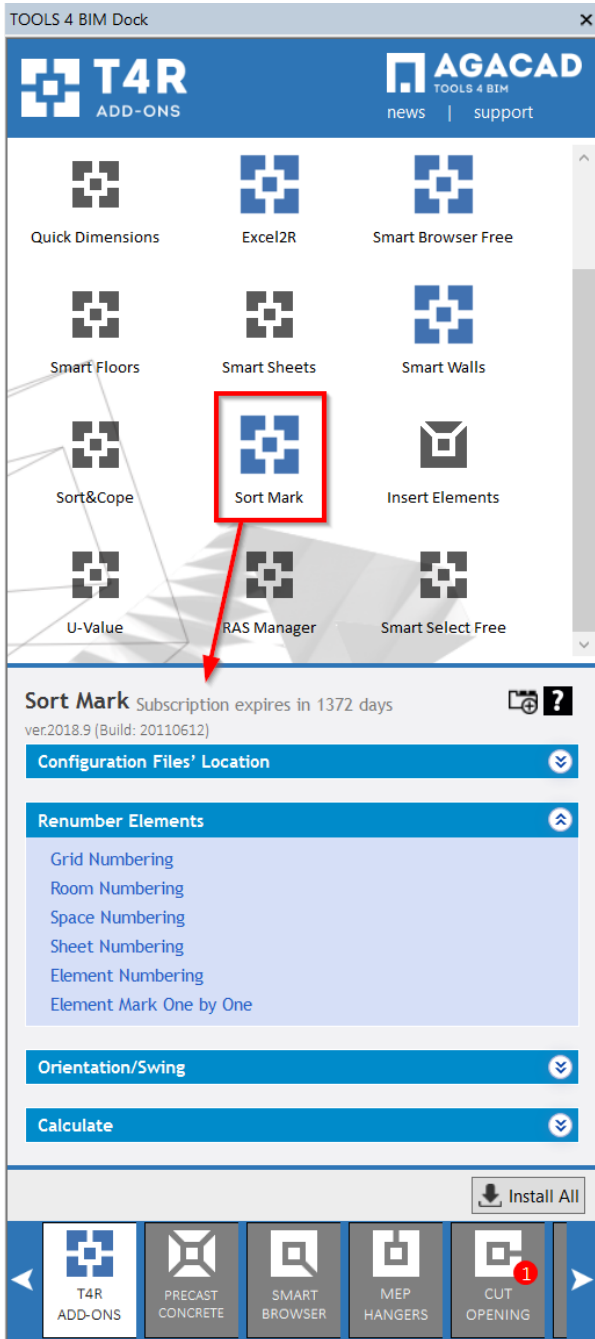 TOOLS 4 BIM Dock
T4R
ADD-ONS
AGACAD
TOOLS 4 BIM
news | support
Quick Dimensions Excel2R Smart Browser Free
Smart Floors Smart Sheets Smart Walls
Sort&Cope Sort Mark Insert Elements
U-Value RAS Manager Smart Select Free
Sort Mark Subscription expires in 1372 days
ver.2018.9 (Build: 20110612)
Configuration Files' Location
Renumber Elements
Grid Numbering
Room Numbering
Space Numbering
Sheet Numbering
Element Numbering
Element Mark One by One
Orientation/Swing
Calculate
Install All
1
T4R PRECAST SMART MEP CUT
ADD-ONS CONCRETE BROWSER HANGERS OPENING